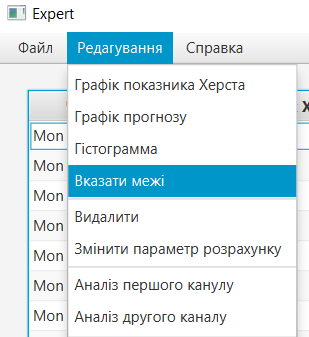 Expert
Файл Редагування Справка
Графік показника Херста
Графік прогнозу
Гістограмма
Вказати межі
Видалити
Змінити параметр розрахунку
Аналіз першого канулу
Аналіз другого каналу
Х
Mon
Mon
Mon
Mon
Mon
Mon
Mon